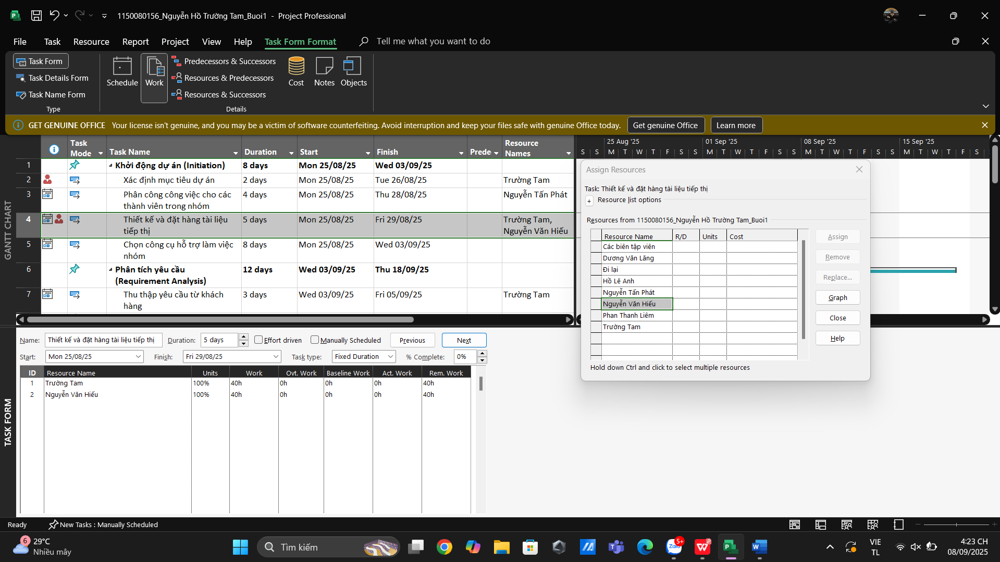 1150080156_Nguyễn Hồ Trường Tam_Buoi1 - Project Professional
File Task Resource Report Project View Help Task Form Format Tell me what you want to do
Task Form
Task Details Form
Task Name Form
Type
Schedule
Work
Predecessors & Successors
Resources & Predecessors
Resources & Successors
Details
Cost
Notes
Objects
GET GENUINE OFFICE Your license isn't genuine, and you may be a victim of software counterfeiting. Avoid interruption and keep your files safe with genuine Office today. Get genuine Office Learn more
Task Mode Task Name Duration Start Finish Prede Resource Names
25 Aug '25 01 Sep '25 08 Sep '25 15 Sep '25
S S M T W T F S S M T W T F S S M T W T F S S M T W T F S
GANTT CHART
1 Khởi động dự án (Initiation) 8 days Mon 25/08/25 Wed 03/09/25
2 Xác định mục tiêu dự án 2 days Mon 25/08/25 Tue 26/08/25 Trường Tam
3 Phân công công việc cho các 4 days Mon 25/08/25 Thu 28/08/25 Nguyễn Tấn Phát
thành viên trong nhóm
4 Thiết kế và đặt hàng tài liệu 5 days Mon 25/08/25 Fri 29/08/25 Trường Tam,
tiếp thị Nguyễn Văn Hiếu
5 Chọn công cụ hỗ trợ làm việc 8 days Mon 25/08/25 Wed 03/09/25
nhóm
6 Phân tích yêu cầu 12 days Wed 03/09/25 Thu 18/09/25
(Requirement Analysis)
7 Thu thập yêu cầu từ khách 3 days Wed 03/09/25 Fri 05/09/25 Trường Tam
hàng
Assign Resources
Task: Thiết kế và đặt hàng tài liệu tiếp thị
+ Resource list options
Resources from 1150080156_Nguyễn Hồ Trường Tam_Buoi1
Resource Name R/D Units Cost
Các biên tập viên
Dương Văn Lăng
Đi lại
Hồ Lê Anh
Nguyễn Tấn Phát
Nguyễn Văn Hiếu
Phan Thanh Liêm
Trường Tam
Assign
Remove
Replace...
Graph
Close
Help
Hold down Ctrl and click to select multiple resources
TASK FORM
Name: Thiết kế và đặt hàng tài liệu tiếp thị Duration: 5 days Effort driven Manually Scheduled Previous Next
Start: Mon 25/08/25 Finish: Fri 29/08/25 Task type: Fixed Duration % Complete: 0%
ID Resource Name Units Work Ovt. Work Baseline Work Act. Work Rem. Work
1 Trường Tam 100% 40h 0h 0h 0h 40h
2 Nguyễn Văn Hiếu 100% 40h 0h 0h 0h 40h
Ready New Tasks : Manually Scheduled
6 29°C
Nhiều mây
Tìm kiếm
Zalo 5+
VIE
TL
4:23 CH
08/09/2025